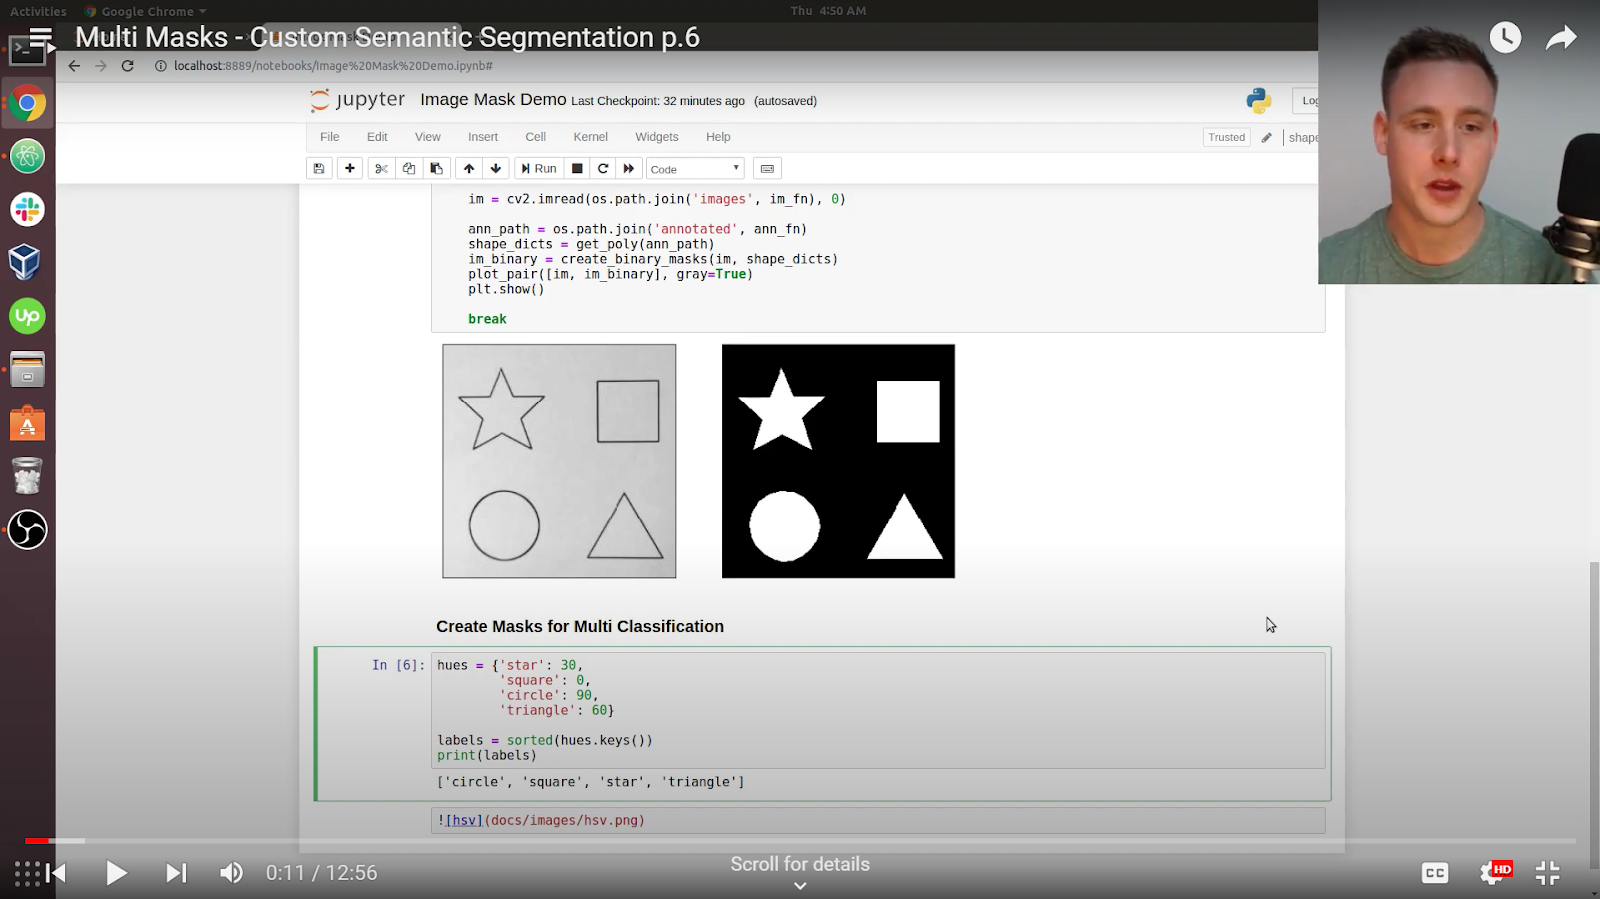 Activities Google Chrome Thu 4:50 AM
Multi Masks - Custom Semantic Segmentation p.6
localhost:8889/notebooks/Image%20Mask%20Demo.ipynb#
jupyter Image Mask Demo Last Checkpoint: 32 minutes ago (autosaved)
File Edit View Insert Cell Kernel Widgets Help Trusted shape
Run Code
im = cv2.imread(os.path.join('images', im_fn), 0)
ann_path = os.path.join('annotated', ann_fn)
shape_dicts = get_poly(ann_path)
im_binary = create_binary_masks(im, shape_dicts)
plot_pair([im, im_binary], gray=True)
plt.show()
break
Create Masks for Multi Classification
In [6]: hues = {'star': 30,
'square': 0,
'circle': 90,
'triangle': 60}
labels = sorted(hues.keys())
print(labels)
['circle', 'square', 'star', 'triangle']
![hsv](docs/images/hsv.png)
Scroll for details
0:11 / 12:56
CC HD
up